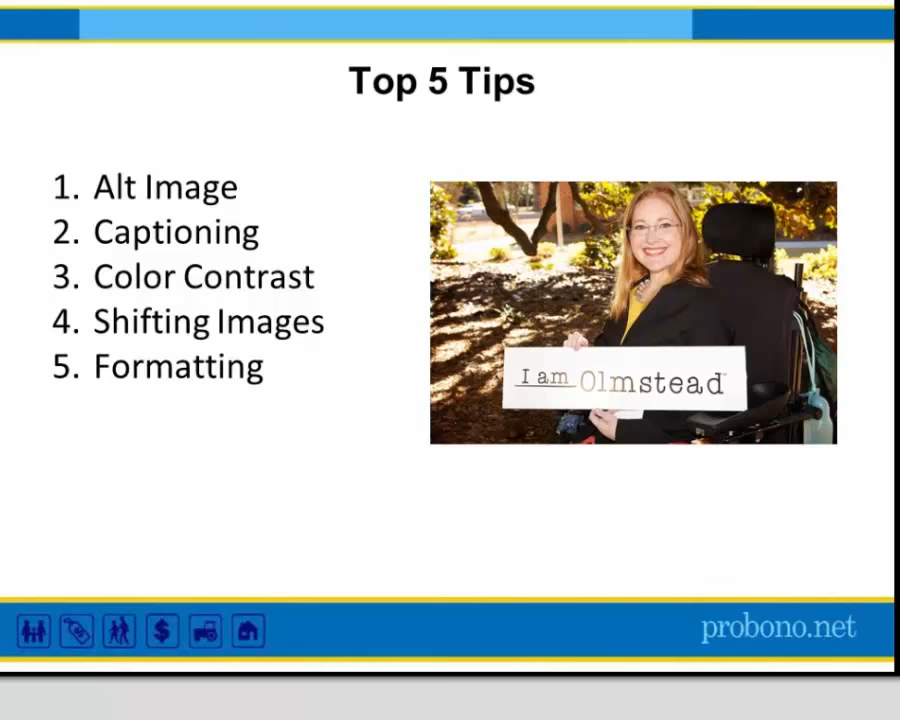 Top 5 Tips
1. Alt Image
2. Captioning
3. Color Contrast
4. Shifting Images
5. Formatting
I am Olmstead
$
probono.net